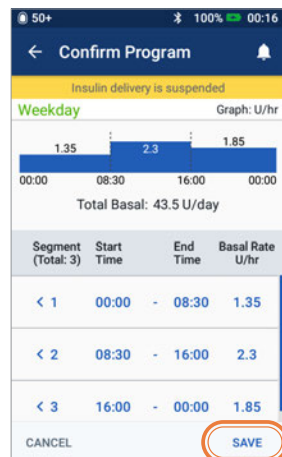 50+ 100% 00:16
Confirm Program
Insulin delivery is suspended
Weekday Graph: U/hr
1.35 2.3 1.85
00:00 08:30 16:00 00:00
Total Basal: 43.5 U/day
Segment (Total: 3) Start Time End Time Basal Rate U/hr
< 1 00:00 - 08:30 1.35
< 2 08:30 - 16:00 2.3
< 3 16:00 - 00:00 1.85
CANCEL SAVE